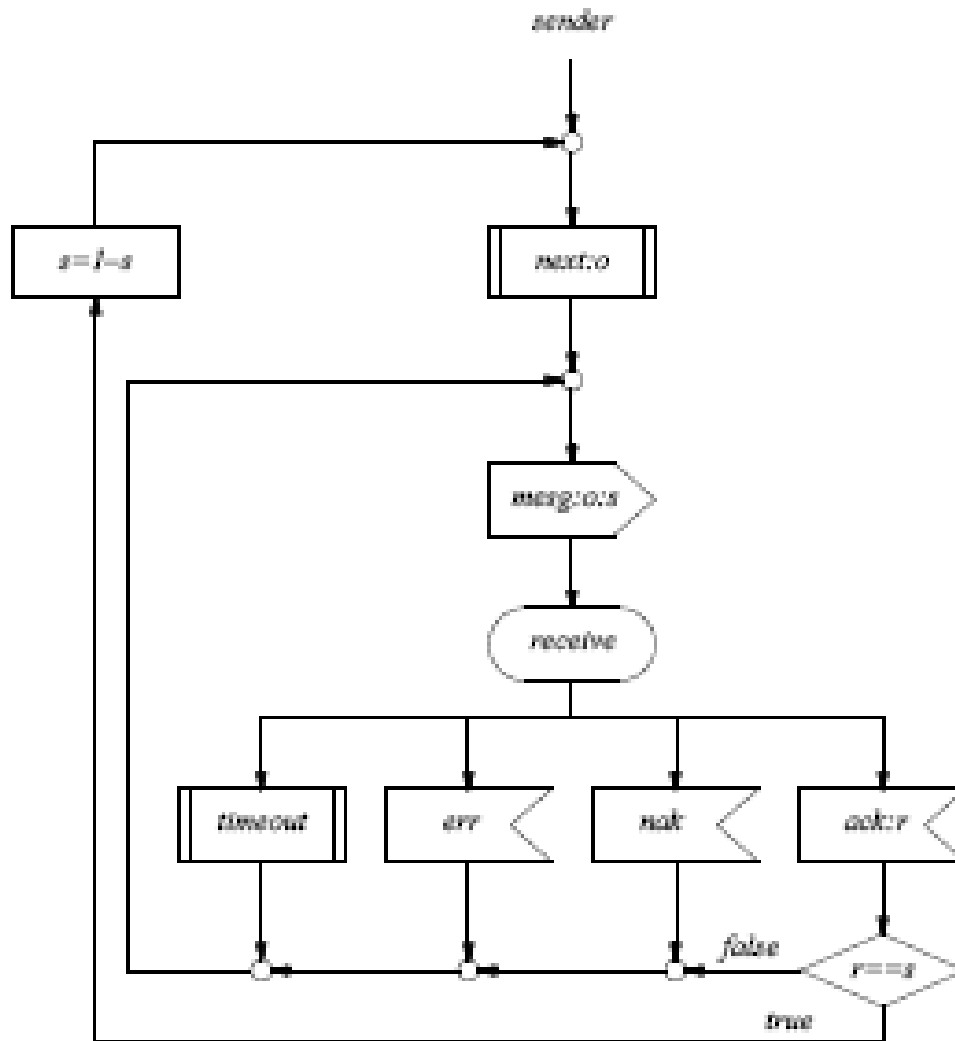 sender
s=1-s
next:o
mesg:o:s
receive
timeout
err
nak
ack:r
false
r==s
true